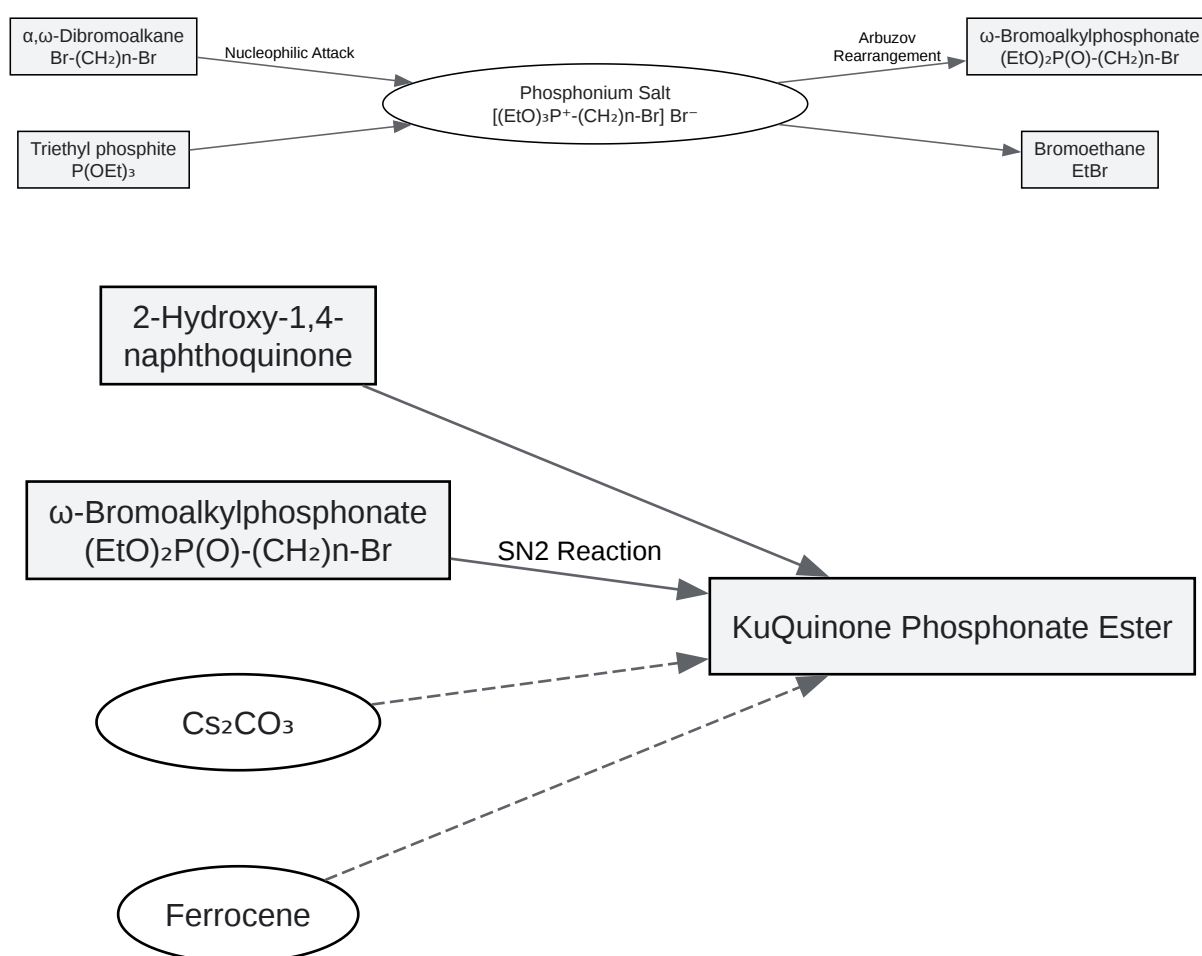 α,ω-Dibromoalkane
Br-(CH₂)n-Br
Nucleophilic Attack
Triethyl phosphite
P(OEt)₃
Phosphonium Salt
[(EtO)₃P⁺-(CH₂)n-Br] Br⁻
Arbuzov
Rearrangement
ω-Bromoalkylphosphonate
(EtO)₂P(O)-(CH₂)n-Br
Bromoethane
EtBr
2-Hydroxy-1,4-
naphthoquinone
ω-Bromoalkylphosphonate
(EtO)₂P(O)-(CH₂)n-Br
SN2 Reaction
KuQuinone Phosphonate Ester
Cs₂CO₃
Ferrocene